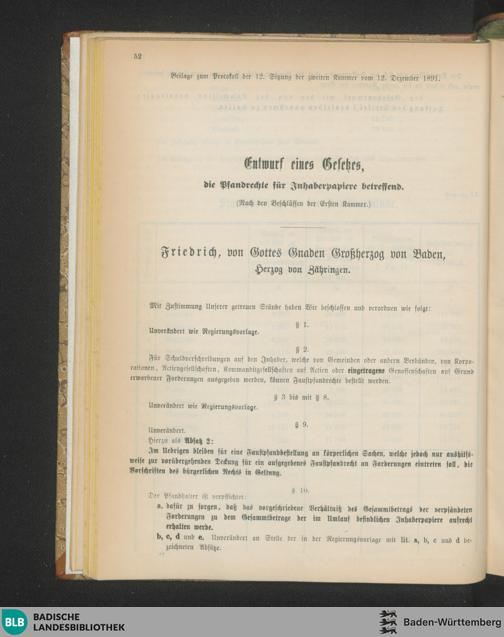 52
Beilage zum Protokoll der 12. Sitzung der zweiten Kammer vom 12. Dezember 1891.
Entwurf eines Gesetzes,
die Pfandrechte für Inhaberpapiere betreffend.
(Nach den Beschlüssen der Ersten Kammer.)
Friedrich, von Gottes Gnaden Großherzog von Baden,
Herzog von Zähringen.
Mit Zustimmung Unserer getreuen Stände haben Wir beschlossen und verordnen wie folgt:
§ 1.
Unverändert wie Regierungsvorlage.
§ 2.
Für Schuldverschreibungen auf den Inhaber, welche von Gemeinden oder andern Verbänden, von Korpo-
rationen, Actiengesellschaften, Kommanditgesellschaften auf Actien oder eingetragene Genossenschaften auf Grund
erworbener Forderungen ausgegeben werden, können Faustpfandrechte bestellt werden.
§ 3 bis mit § 8.
Unverändert wie Regierungsvorlage.
§ 9.
Unverändert.
Hierzu als Absatz 2:
Im Uebrigen bleiben für eine Faustpfandbestellung an körperlichen Sachen, welche jedoch nur aushilfs-
weise zur vorübergehenden Deckung für ein aufgegebenes Faustpfandrecht an Forderungen eintreten soll, die
Vorschriften des bürgerlichen Rechts in Geltung.
§ 10.
Der Pfandhalter ist verpflichtet:
a. dafür zu sorgen, daß das vorgeschriebene Verhältniß des Gesammtbetrags der verpfändeten
Forderungen zu dem Gesammtbetrage der im Umlauf befindlichen Inhaberpapiere aufrecht
erhalten werde.
b, c, d und e. Unverändert an Stelle der in der Regierungsvorlage mit lit. a, b, c und d be-
zeichneten Absätze.
BLB
BADISCHE
LANDESBIBLIOTHEK
Baden-Württemberg